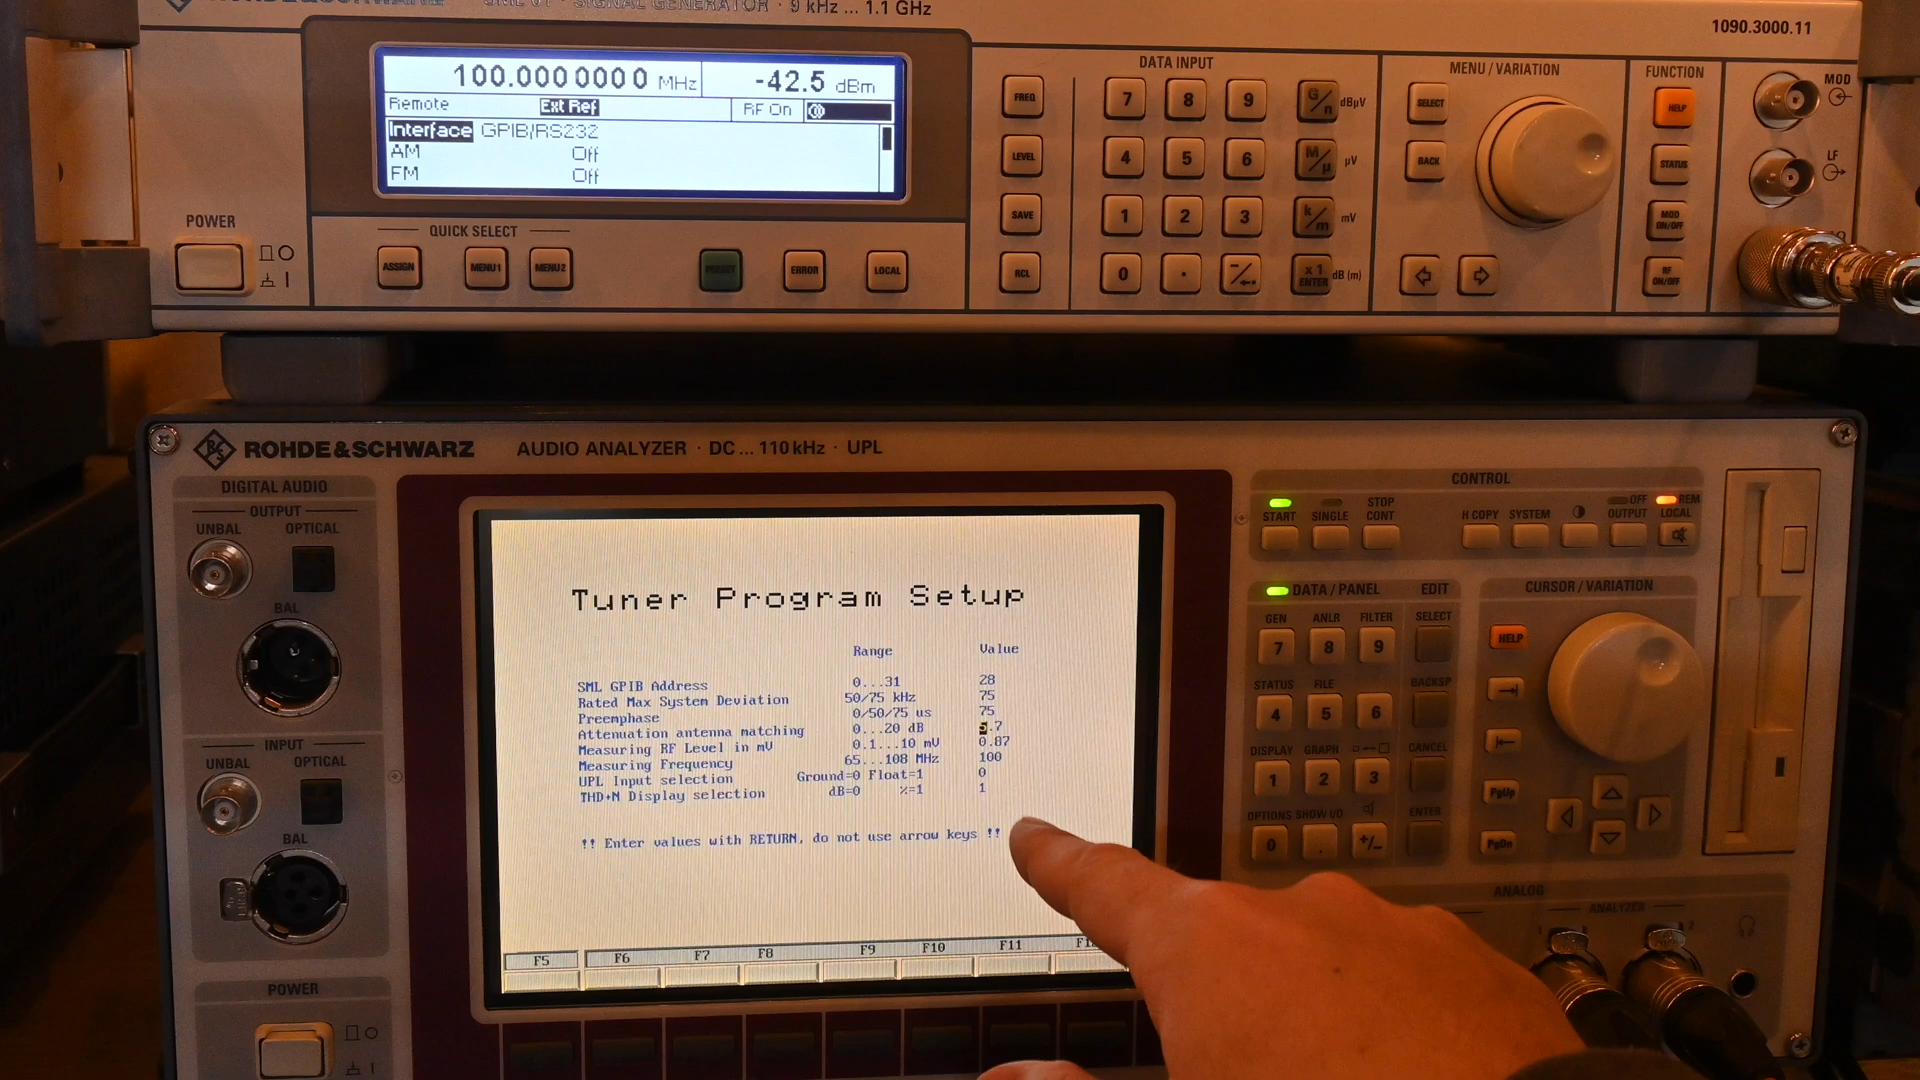 ROHDE&SCHWARZ SML 01 · SIGNAL GENERATOR · 9 kHz ... 1.1 GHz
1090.3000.11
100.0000000 MHz -42.5 dBm
Remote Ext Ref RF On
Interface GPIB/RS232
AM Off
FM Off
POWER
QUICK SELECT
ASSIGN MENU1 MENU2 PRESET ERROR LOCAL
FREQ
LEVEL
SAVE
RCL
DATA INPUT
7 8 9 G/n dBµV
4 5 6 M/µ µV
1 2 3 k/m mV
0 . -/← x1 ENTER dB (m)
MENU / VARIATION
SELECT
BACK
FUNCTION
HELP
STATUS
MOD ON/OFF
RF ON/OFF
MOD
LF
ROHDE&SCHWARZ AUDIO ANALYZER · DC ... 110 kHz · UPL
DIGITAL AUDIO
OUTPUT
UNBAL OPTICAL
BAL
INPUT
UNBAL OPTICAL
BAL
POWER
Tuner Program Setup
Range Value
SML GPIB Address 0...31 28
Rated Max System Deviation 50/75 kHz 75
Preemphase 0/50/75 us 75
Attenuation antenna matching 0...20 dB 5.7
Measuring RF Level in mV 0.1...10 mV 0.87
Measuring Frequency 65...108 MHz 100
UPL Input selection Ground=0 Float=1 0
THD+N Display selection dB=0 %=1 1
!! Enter values with RETURN, do not use arrow keys !!
F5 F6 F7 F8 F9 F10 F11
CONTROL
START SINGLE STOP CONT H COPY SYSTEM OFF OUTPUT REM LOCAL
DATA / PANEL EDIT
GEN ANLR FILTER SELECT
7 8 9
STATUS FILE BACKSP
4 5 6
DISPLAY GRAPH CANCEL
1 2 3
OPTIONS SHOW I/O ENTER
0 . +/-
CURSOR / VARIATION
HELP
PgUp
PgDn
ANALOG
ANALYZER
1 2